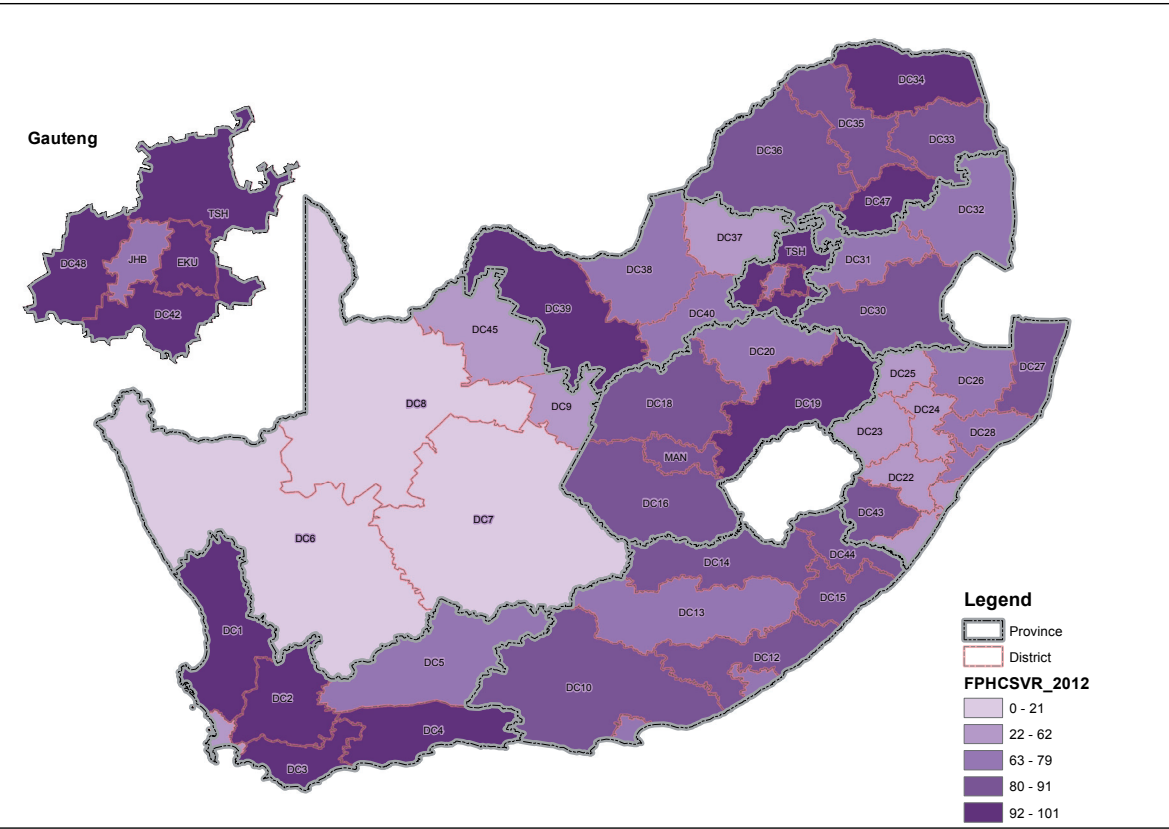 Gauteng
TSH
DC48
JHB
EKU
DC42
DC34
DC35
DC33
DC36
DC47
DC32
DC37
TSH
DC31
DC38
DC39
DC40
DC30
DC45
DC20
DC25
DC26
DC27
DC8
DC9
DC18
DC19
DC24
DC23
DC28
MAN
DC22
DC16
DC43
DC7
DC6
DC14
DC44
DC15
DC13
DC1
DC5
DC12
DC10
DC2
DC4
DC3
Legend
Province
District
FPHCSVR_2012
0 - 21
22 - 62
63 - 79
80 - 91
92 - 101